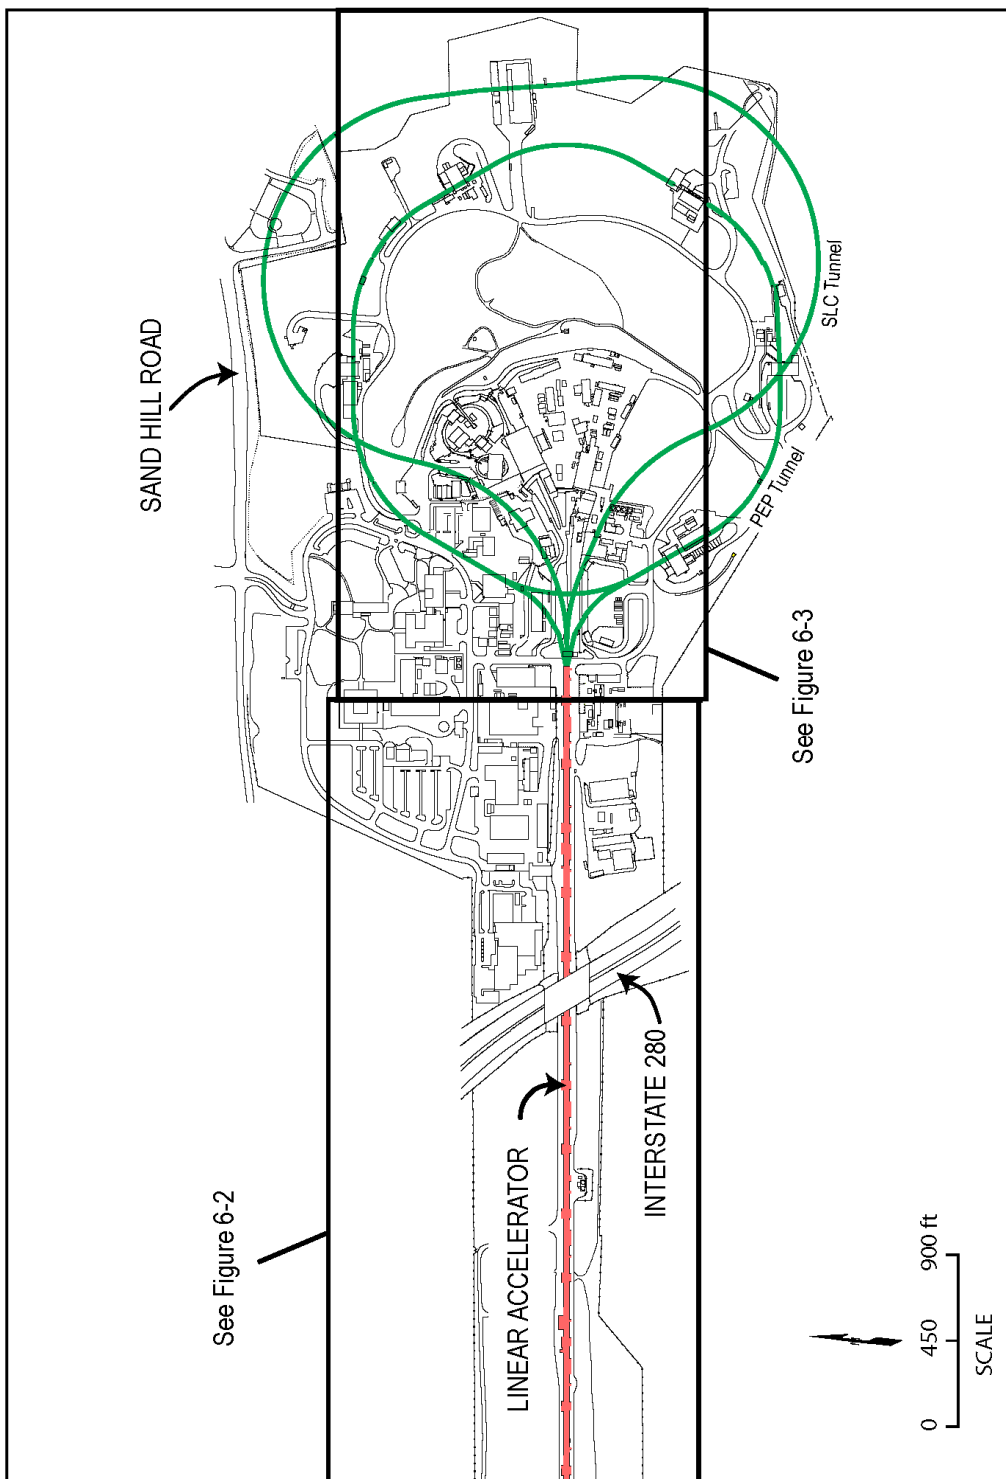 SAND HILL ROAD
SLC Tunnel
PEP Tunnel
See Figure 6-3
See Figure 6-2
LINEAR ACCELERATOR
INTERSTATE 280
0 450 900 ft
SCALE